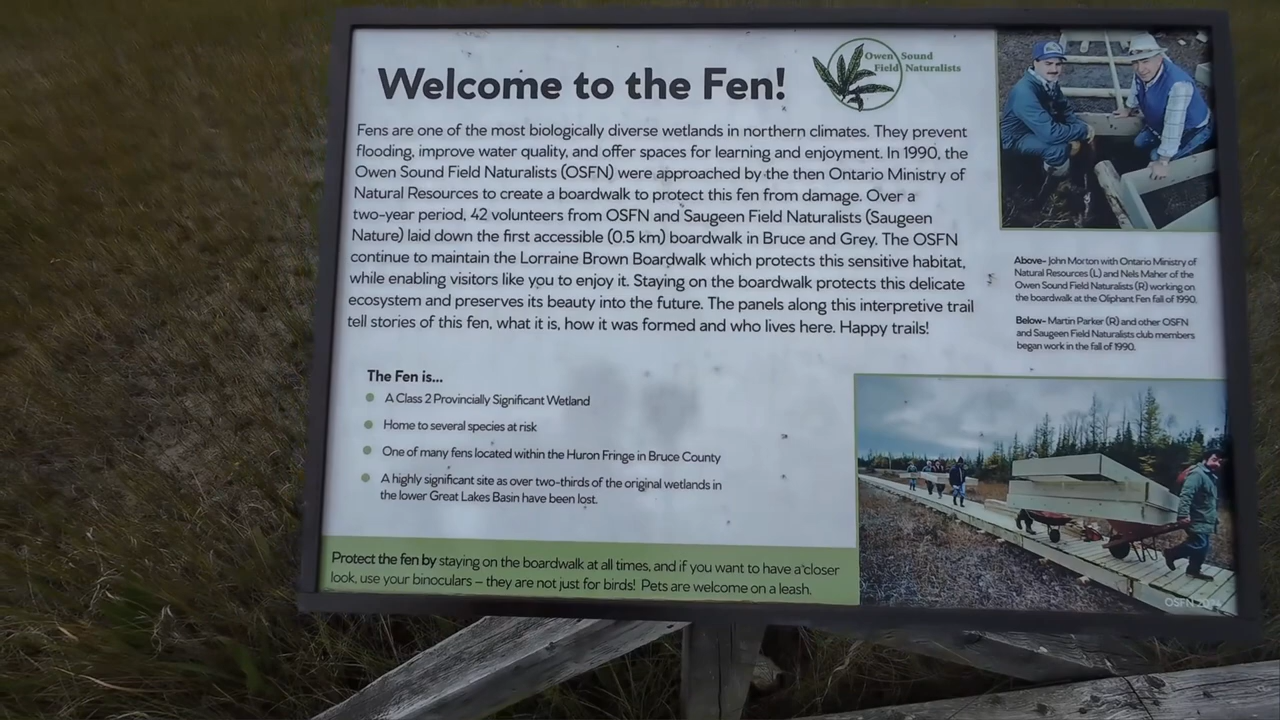 Welcome to the Fen!
Owen Sound
Field Naturalists
Fens are one of the most biologically diverse wetlands in northern climates. They prevent
flooding, improve water quality, and offer spaces for learning and enjoyment. In 1990, the
Owen Sound Field Naturalists (OSFN) were approached by the then Ontario Ministry of
Natural Resources to create a boardwalk to protect this fen from damage. Over a
two-year period, 42 volunteers from OSFN and Saugeen Field Naturalists (Saugeen
Nature) laid down the first accessible (0.5 km) boardwalk in Bruce and Grey. The OSFN
continue to maintain the Lorraine Brown Boardwalk which protects this sensitive habitat,
while enabling visitors like you to enjoy it. Staying on the boardwalk protects this delicate
ecosystem and preserves its beauty into the future. The panels along this interpretive trail
tell stories of this fen, what it is, how it was formed and who lives here. Happy trails!
Above- John Morton with Ontario Ministry of
Natural Resources (L) and Nels Maher of the
Owen Sound Field Naturalists (R) working on
the boardwalk at the Oliphant Fen fall of 1990.
Below- Martin Parker (R) and other OSFN
and Saugeen Field Naturalists club members
began work in the fall of 1990.
The Fen is...
A Class 2 Provincially Significant Wetland
Home to several species at risk
One of many fens located within the Huron Fringe in Bruce County
A highly significant site as over two-thirds of the original wetlands in
the lower Great Lakes Basin have been lost.
Protect the fen by staying on the boardwalk at all times, and if you want to have a closer
look, use your binoculars – they are not just for birds! Pets are welcome on a leash.
OSFN